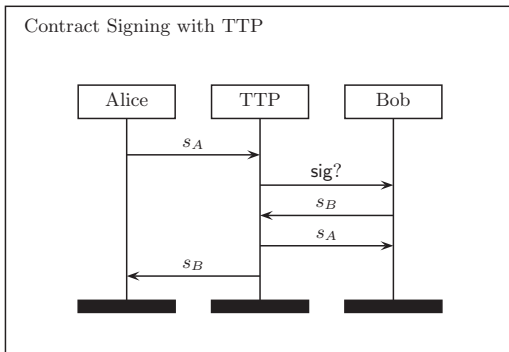 Contract Signing with TTP
Alice TTP Bob
s_A
sig?
s_B
s_A
s_B